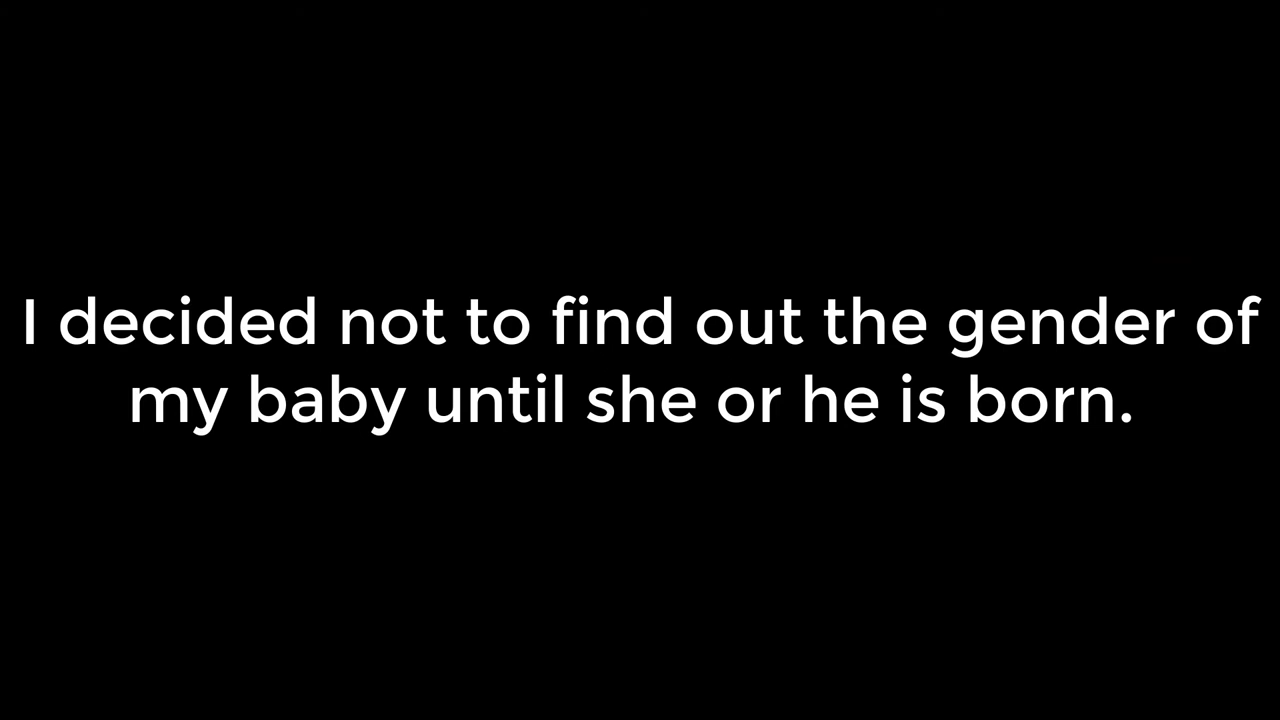 I decided not to find out the gender of
my baby until she or he is born.